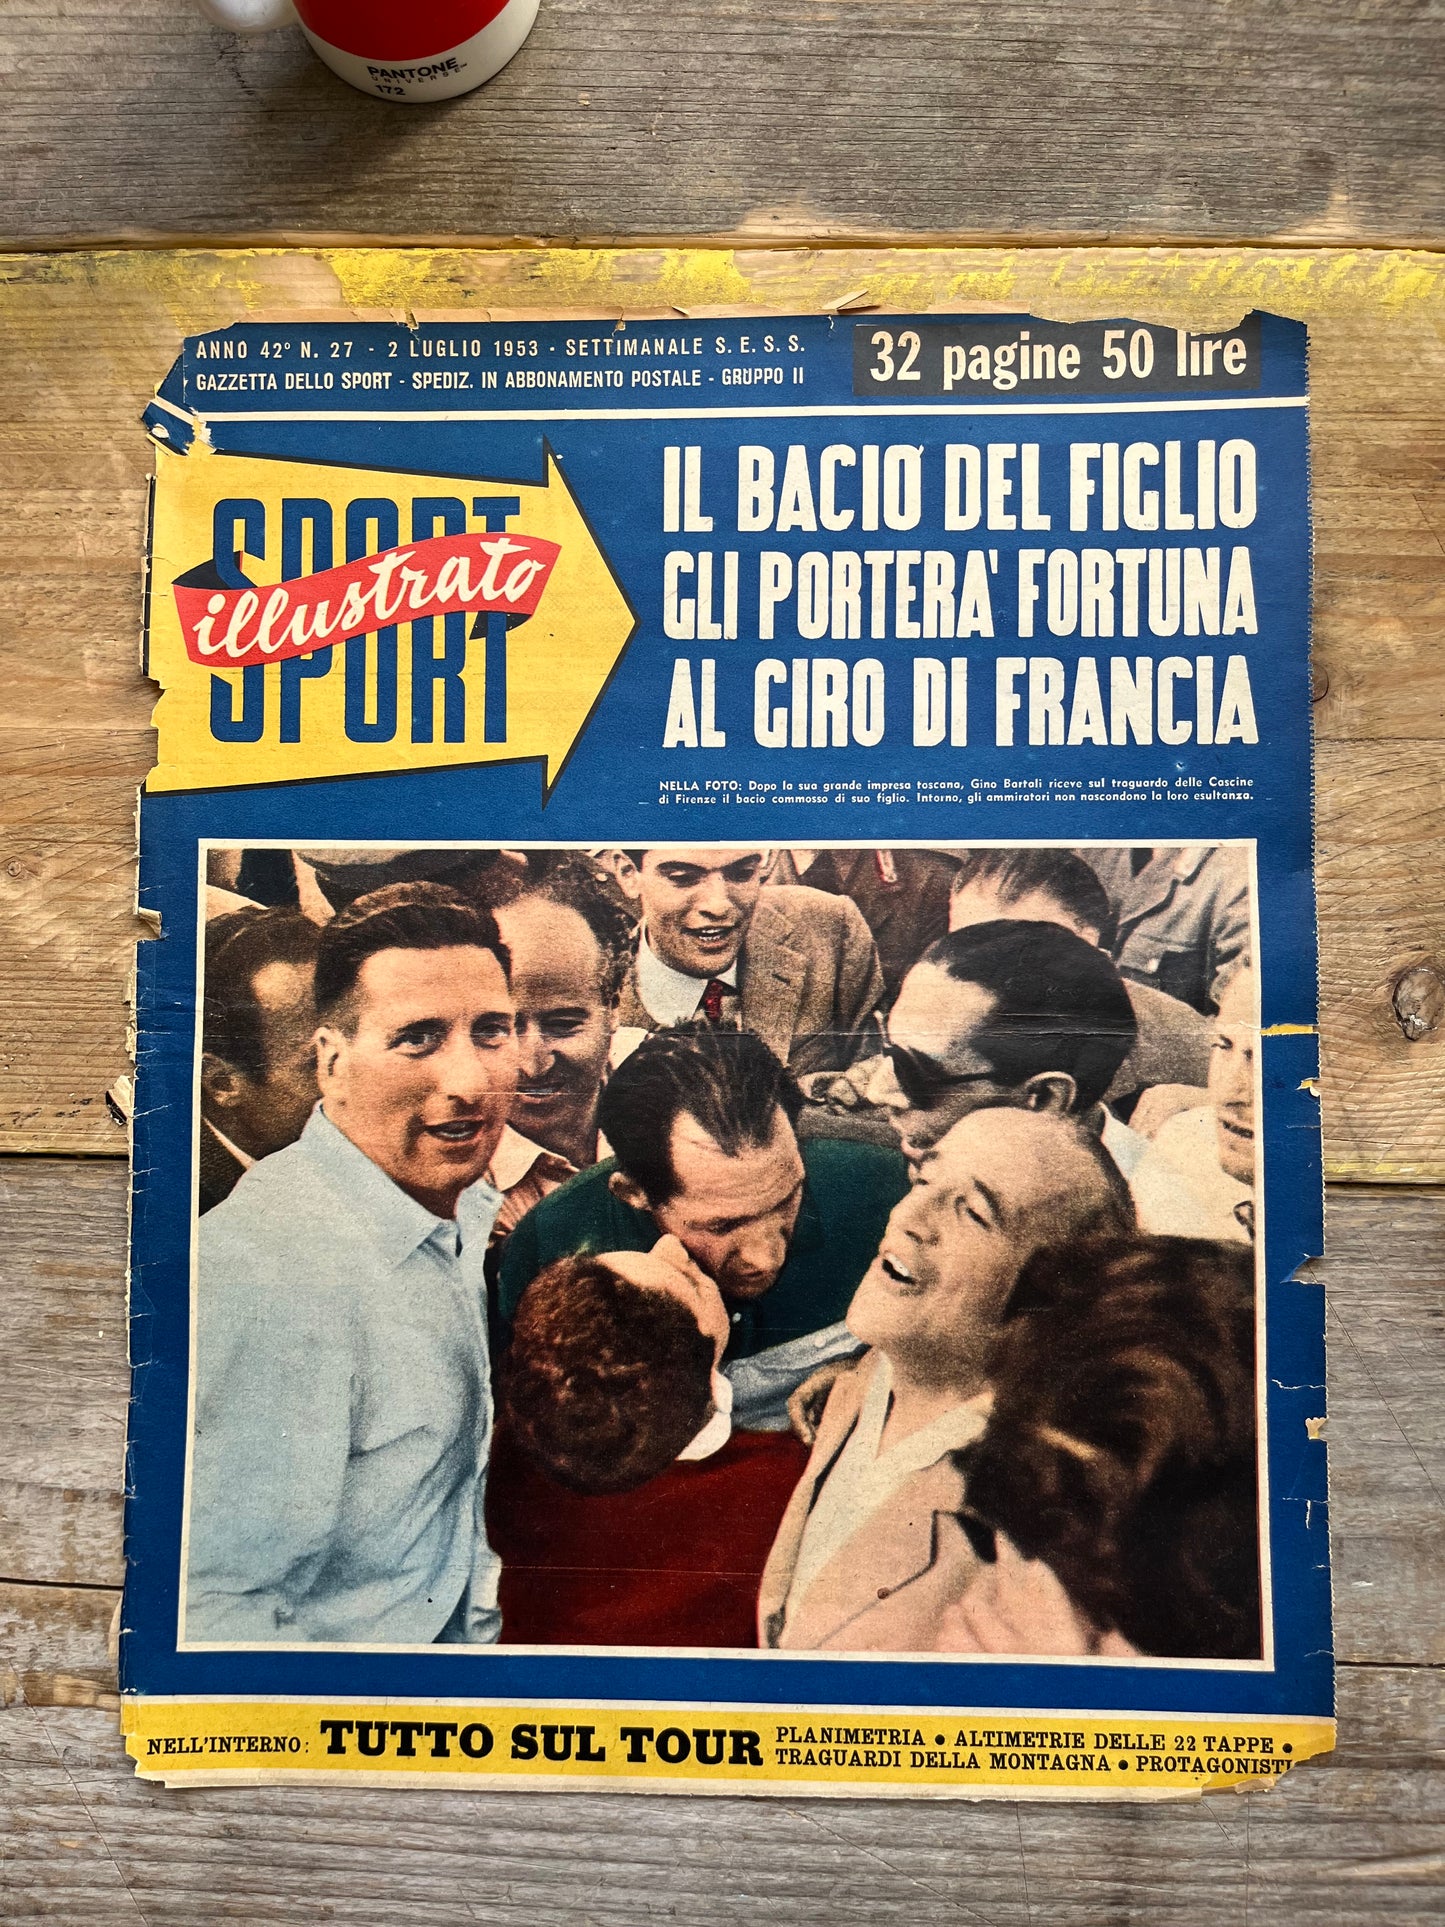 PANTONE
UNIVERSE™
172
ANNO 42° N. 27 - 2 LUGLIO 1953 - SETTIMANALE S. E. S. S.
GAZZETTA DELLO SPORT - SPEDIZ. IN ABBONAMENTO POSTALE - GRUPPO II
32 pagine 50 lire
SPORT
illustrato
SPORT
IL BACIO DEL FIGLIO
GLI PORTERA' FORTUNA
AL GIRO DI FRANCIA
NELLA FOTO: Dopo la sua grande impresa toscana, Gino Bartali riceve sul traguardo delle Cascine
di Firenze il bacio commosso di suo figlio. Intorno, gli ammiratori non nascondono la loro esultanza.
NELL'INTERNO: TUTTO SUL TOUR
PLANIMETRIA • ALTIMETRIE DELLE 22 TAPPE •
TRAGUARDI DELLA MONTAGNA • PROTAGONISTI